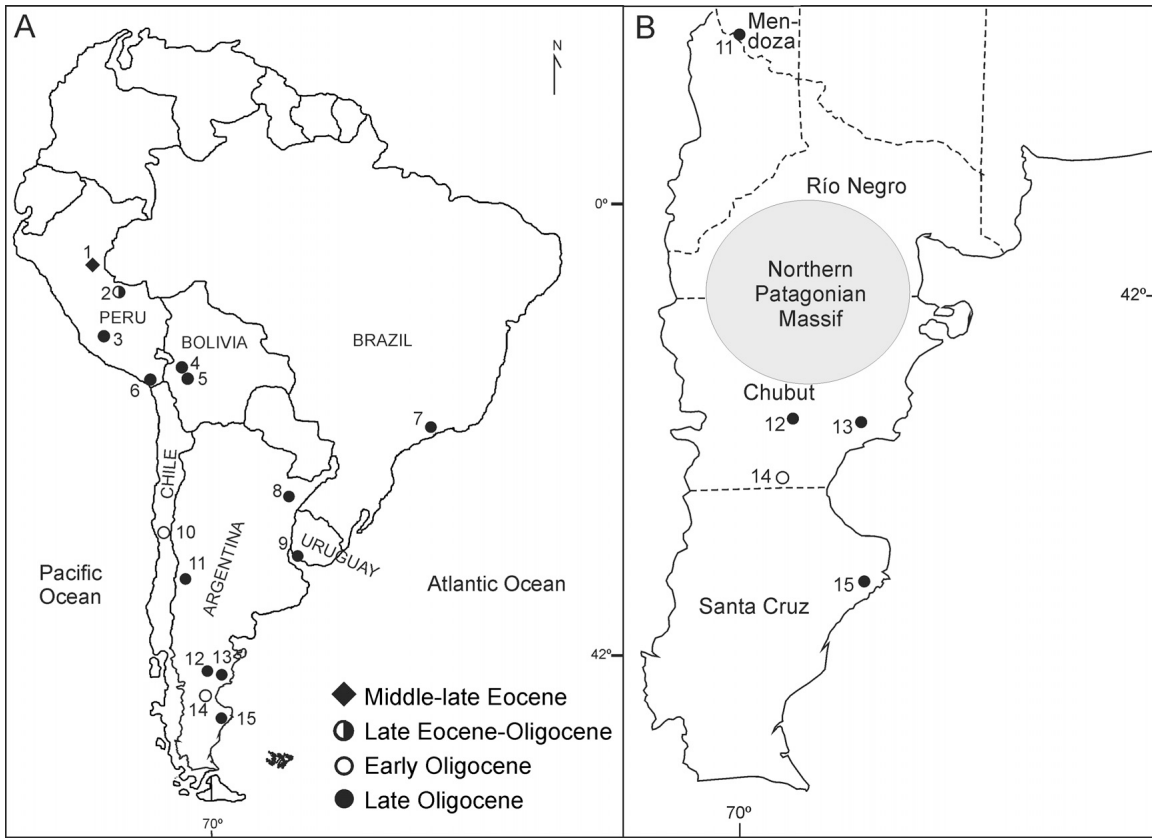 A
N
0º
1
2
PERU
3
BOLIVIA
4
5
6
BRAZIL
7
CHILE
8
9
URUGUAY
10
ARGENTINA
11
Pacific
Ocean
Atlantic Ocean
42º
12
13
14
15
Middle-late Eocene
Late Eocene-Oligocene
Early Oligocene
Late Oligocene
70º
B
Men-
doza
11
Río Negro
Northern
Patagonian
Massif
42º
Chubut
12
13
14
15
Santa Cruz
70º